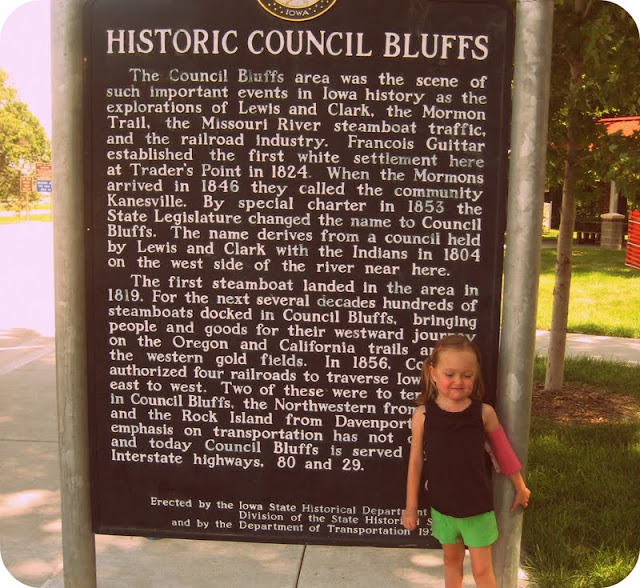 IOWA
HISTORIC COUNCIL BLUFFS
The Council Bluffs area was the scene of
such important events in Iowa history as the
explorations of Lewis and Clark, the Mormon
Trail, the Missouri River steamboat traffic,
and the railroad industry. Francois Guittar
established the first white settlement here
at Trader's Point in 1824. When the Mormons
arrived in 1846 they called the community
Kanesville. By special charter in 1853 the
State Legislature changed the name to Council
Bluffs. The name derives from a council held
by Lewis and Clark with the Indians in 1804
on the west side of the river near here.
The first steamboat landed in the area in
1819. For the next several decades hundreds of
steamboats docked in Council Bluffs, bringing
people and goods for their westward journey
on the Oregon and California trails
the western gold fields. In 1856,
authorized four railroads to traverse
east to west. Two of these were to
in Council Bluffs, the Northwestern from
and the Rock Island from Davenport
emphasis on transportation has not
and today Council Bluffs is served
Interstate highways, 80 and 29.
Erected by the Iowa State Historical Department
Division of the State
and by the Department of Transportation